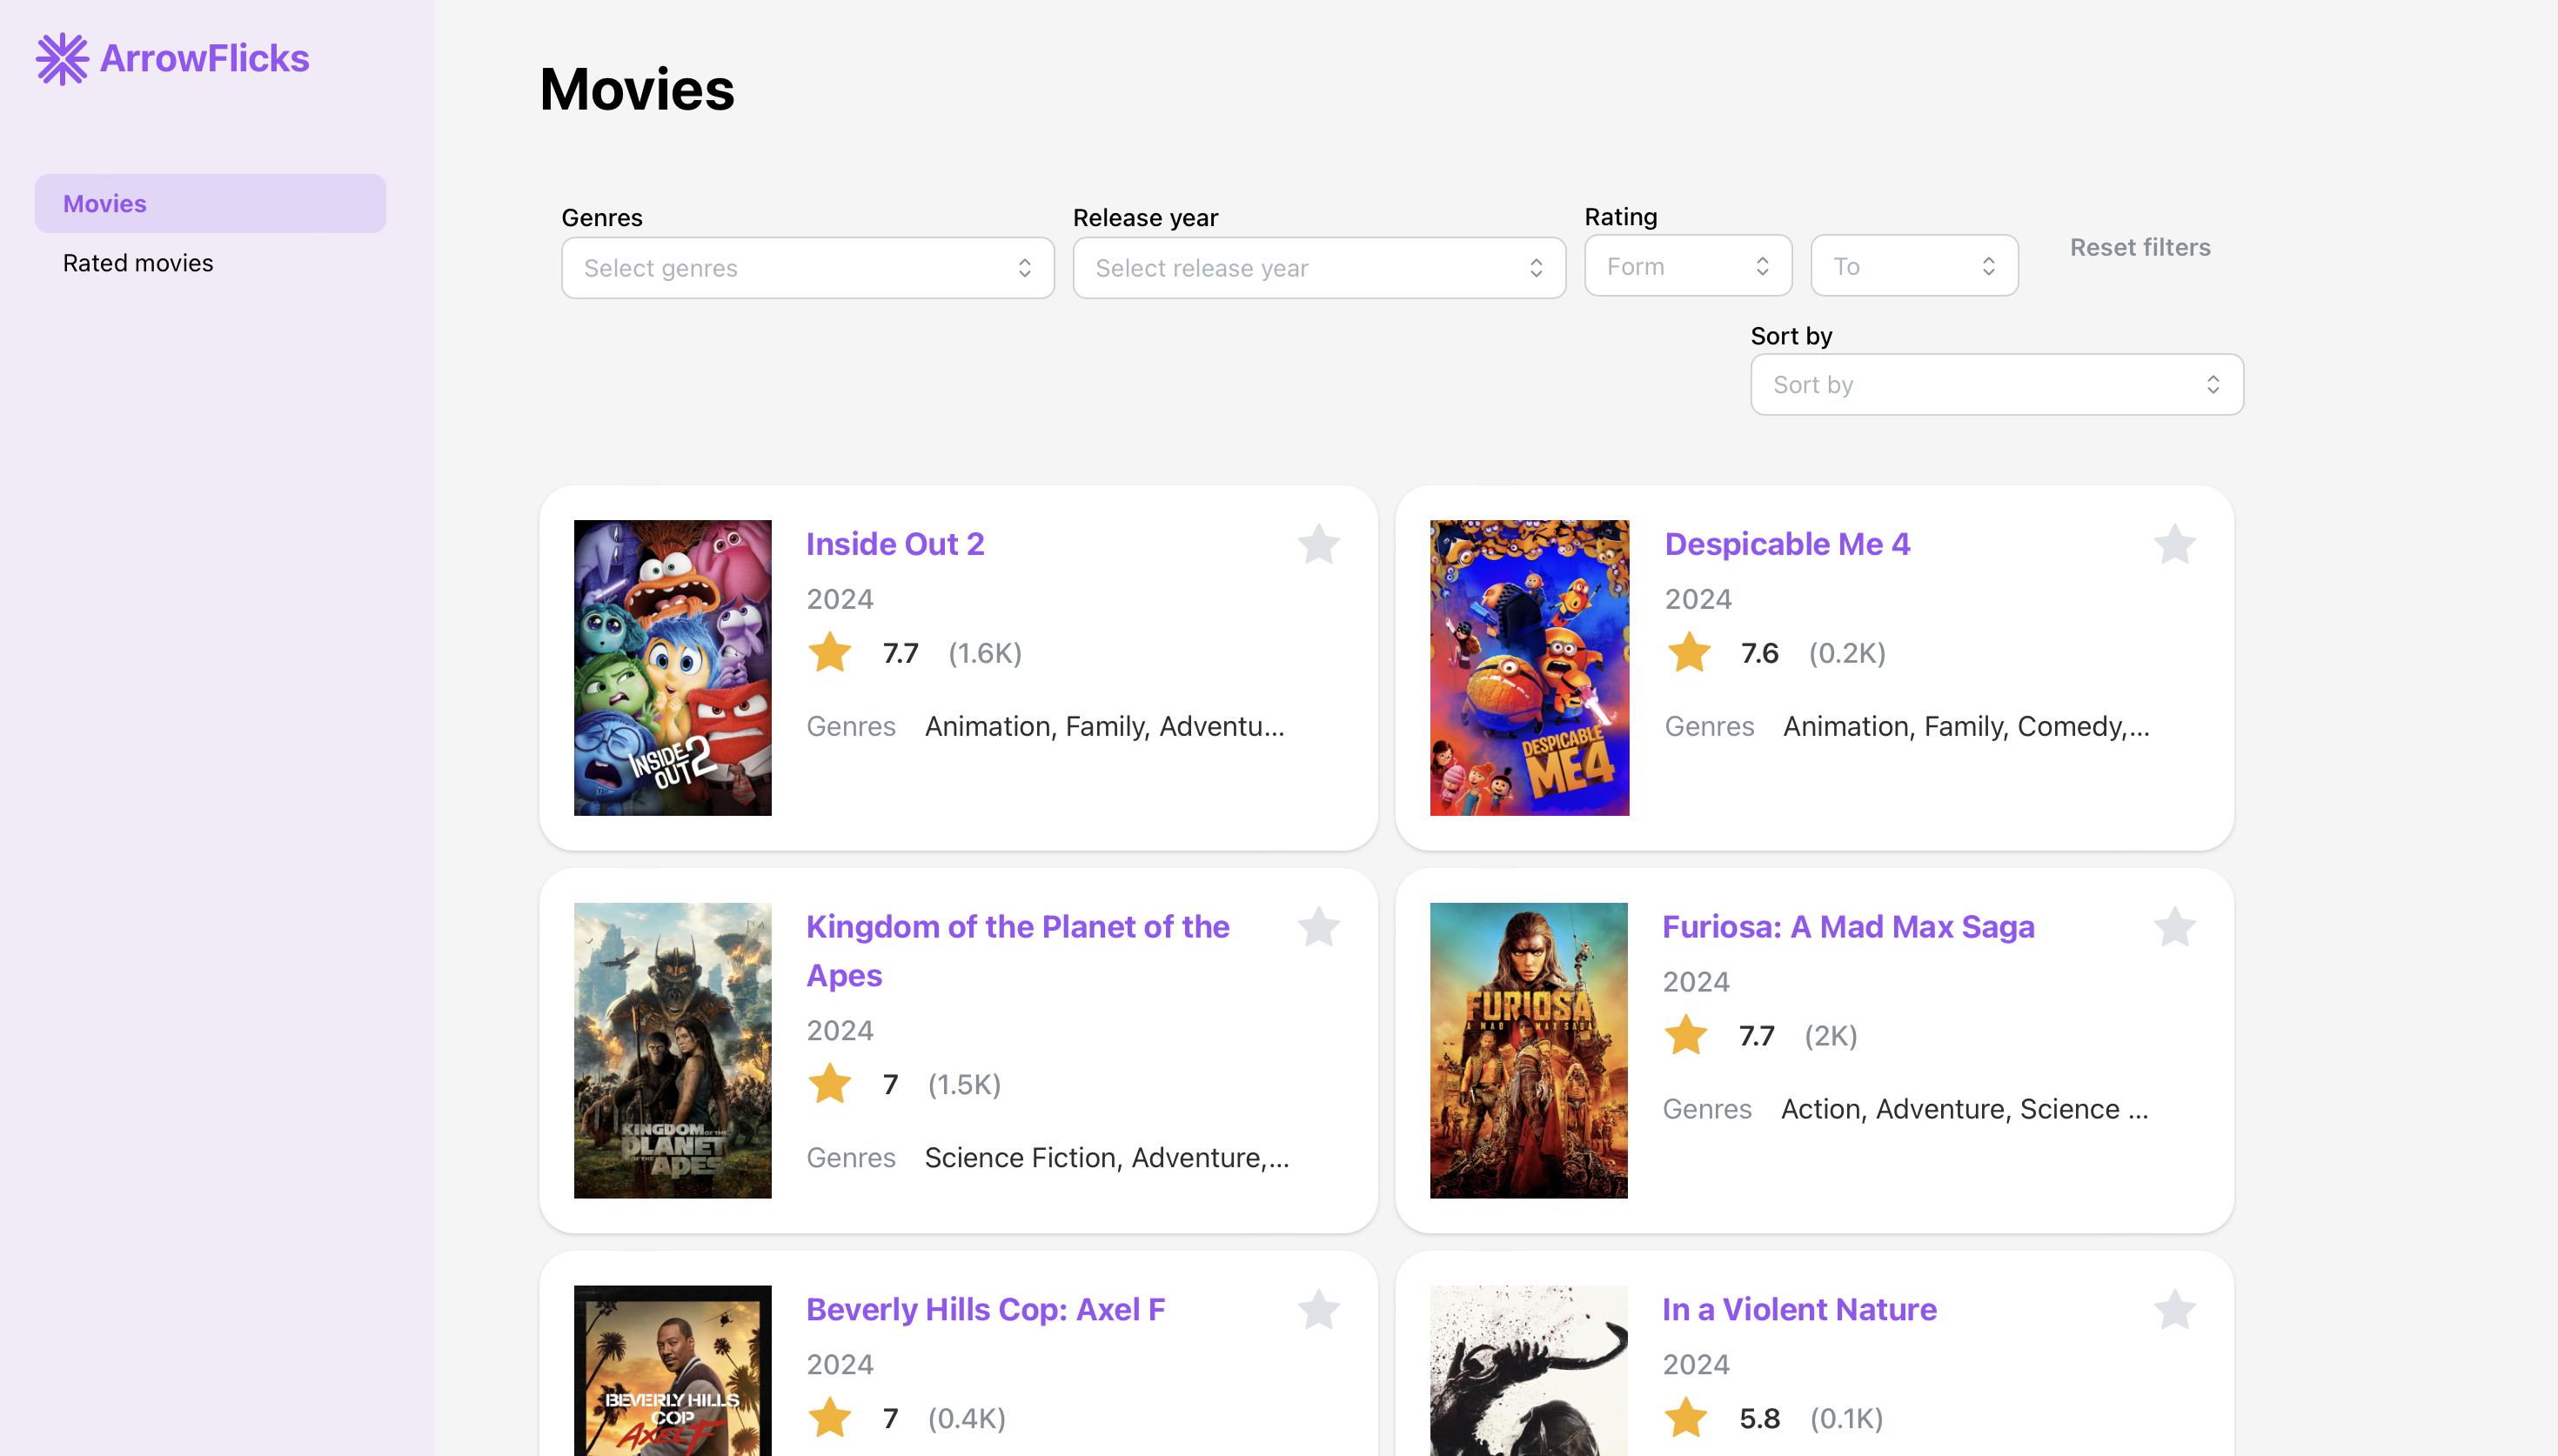 ArrowFlicks
Movies
Rated movies
Movies
Genres
Select genres
Release year
Select release year
Rating
Form
To
Reset filters
Sort by
Sort by
INSIDE
OUT 2
Inside Out 2
2024
7.7 (1.6K)
Genres Animation, Family, Adventu...
DESPICABLE
ME 4
Despicable Me 4
2024
7.6 (0.2K)
Genres Animation, Family, Comedy,...
KINGDOM OF THE
PLANET
OF THE APES
Kingdom of the Planet of the
Apes
2024
7 (1.5K)
Genres Science Fiction, Adventure,...
FURIOSA
A MAD MAX SAGA
Furiosa: A Mad Max Saga
2024
7.7 (2K)
Genres Action, Adventure, Science ...
BEVERLY HILLS
COP
AXEL F
Beverly Hills Cop: Axel F
2024
7 (0.4K)
In a Violent Nature
2024
5.8 (0.1K)